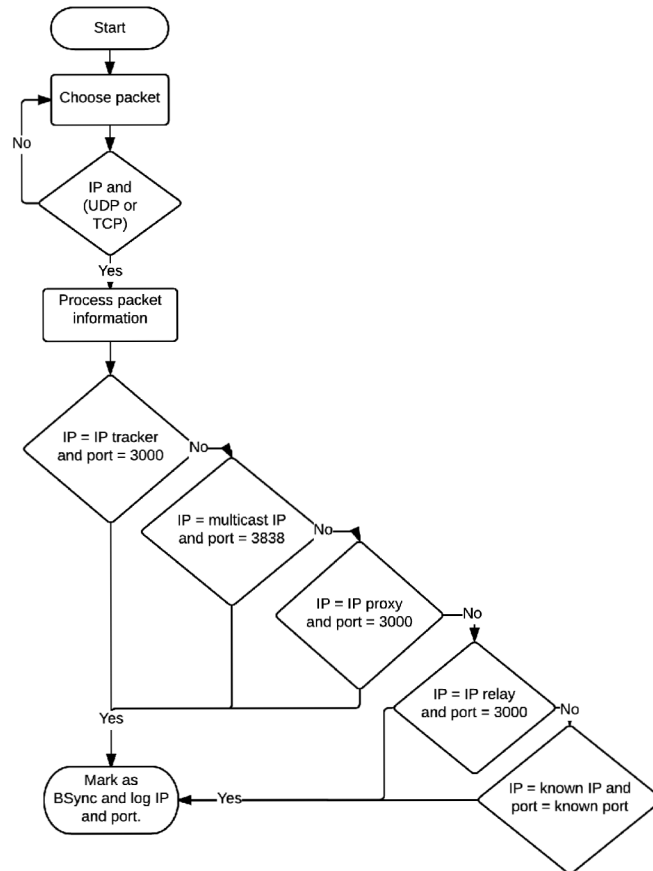 Start
Choose packet
No
IP and
(UDP or
TCP)
Yes
Process packet
information
IP = IP tracker
and port = 3000
No
IP = multicast IP
and port = 3838
No
IP = IP proxy
and port = 3000
No
IP = IP relay
and port = 3000
No
IP = known IP and
port = known port
Yes
Yes
Mark as
BSync and log IP
and port.